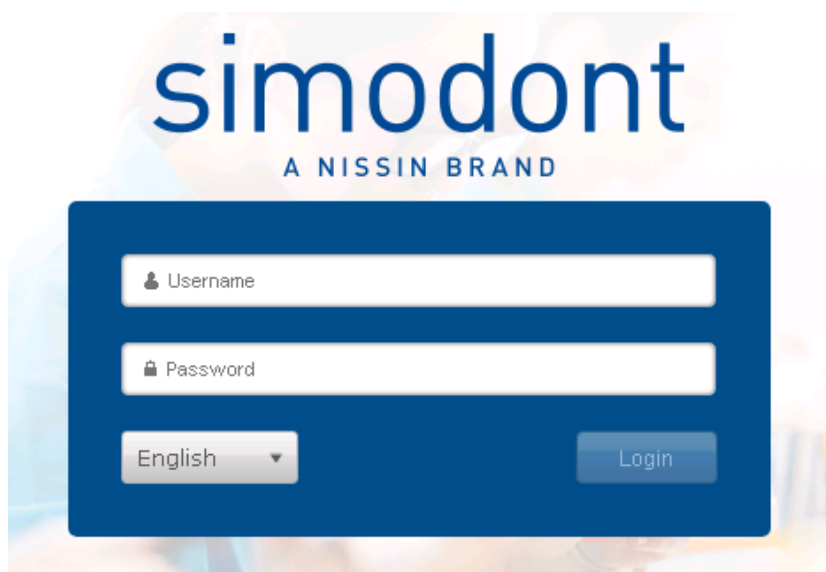 simodont
A NISSIN BRAND
Username
Password
English
Login